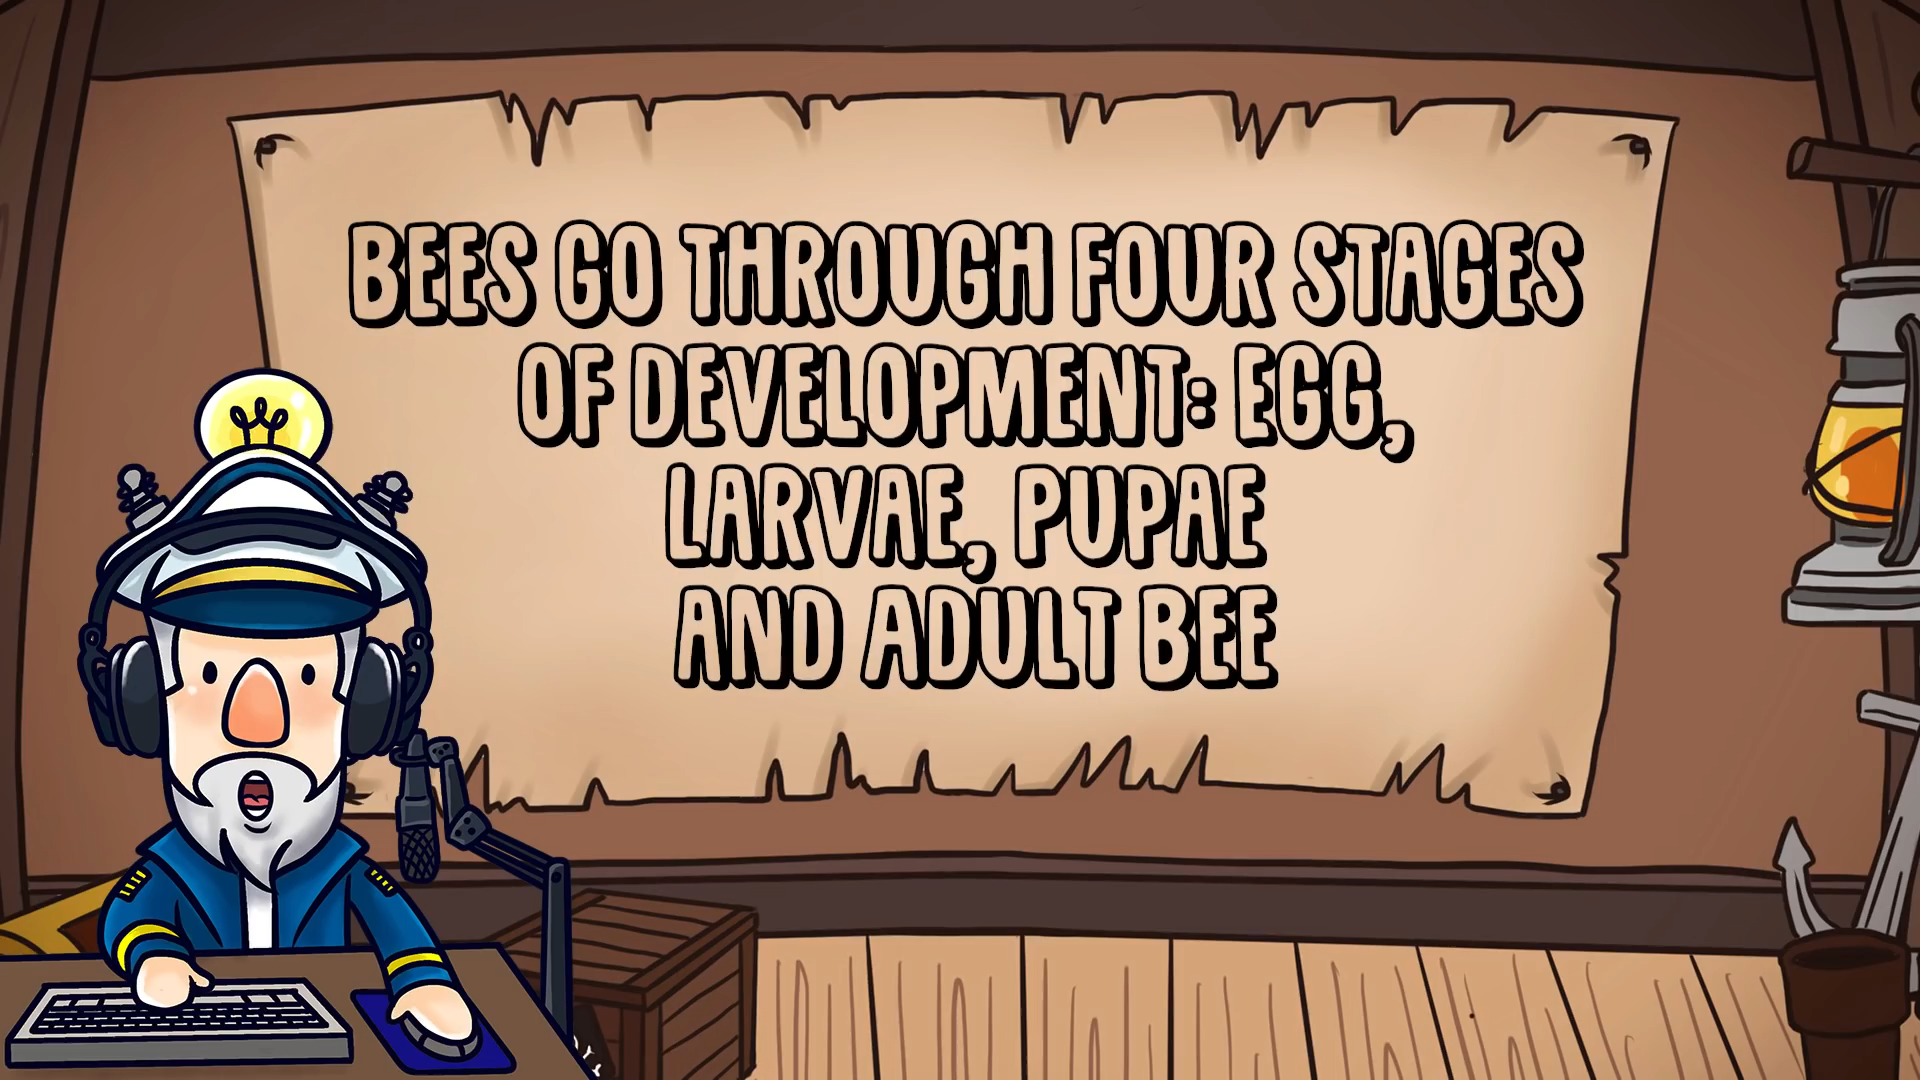 BEES GO THROUGH FOUR STAGES
OF DEVELOPMENT: EGG,
LARVAE, PUPAE
AND ADULT BEE